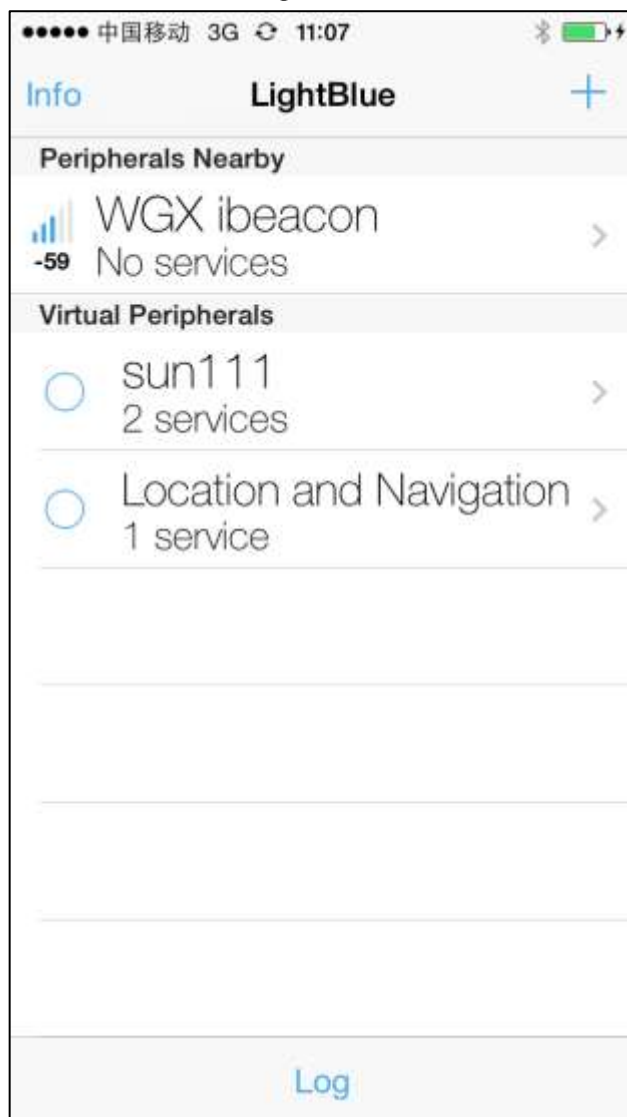 中国移动 3G 11:07
Info LightBlue +
Peripherals Nearby
WGX ibeacon
-59 No services
Virtual Peripherals
sun111
2 services
Location and Navigation
1 service
Log